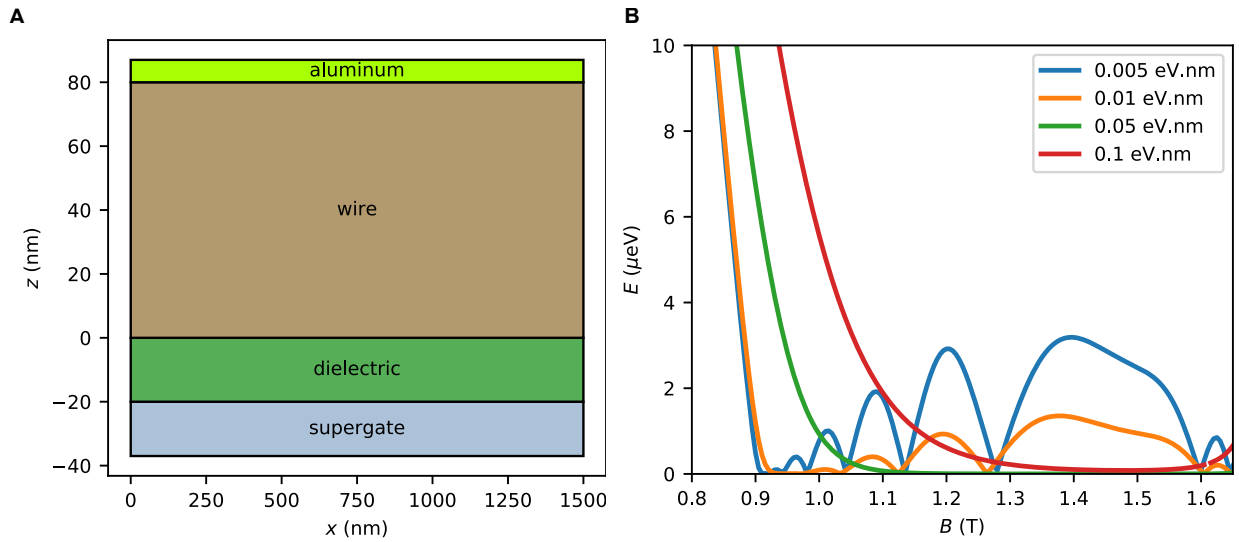 A
80
60
40
20
0
−20
−40
z (nm)
aluminum
wire
dielectric
supergate
0
250
500
750
1000
1250
1500
x (nm)
B
10
8
6
4
2
0
E (μeV)
0.005 eV.nm
0.01 eV.nm
0.05 eV.nm
0.1 eV.nm
0.8
0.9
1.0
1.1
1.2
1.3
1.4
1.5
1.6
B (T)